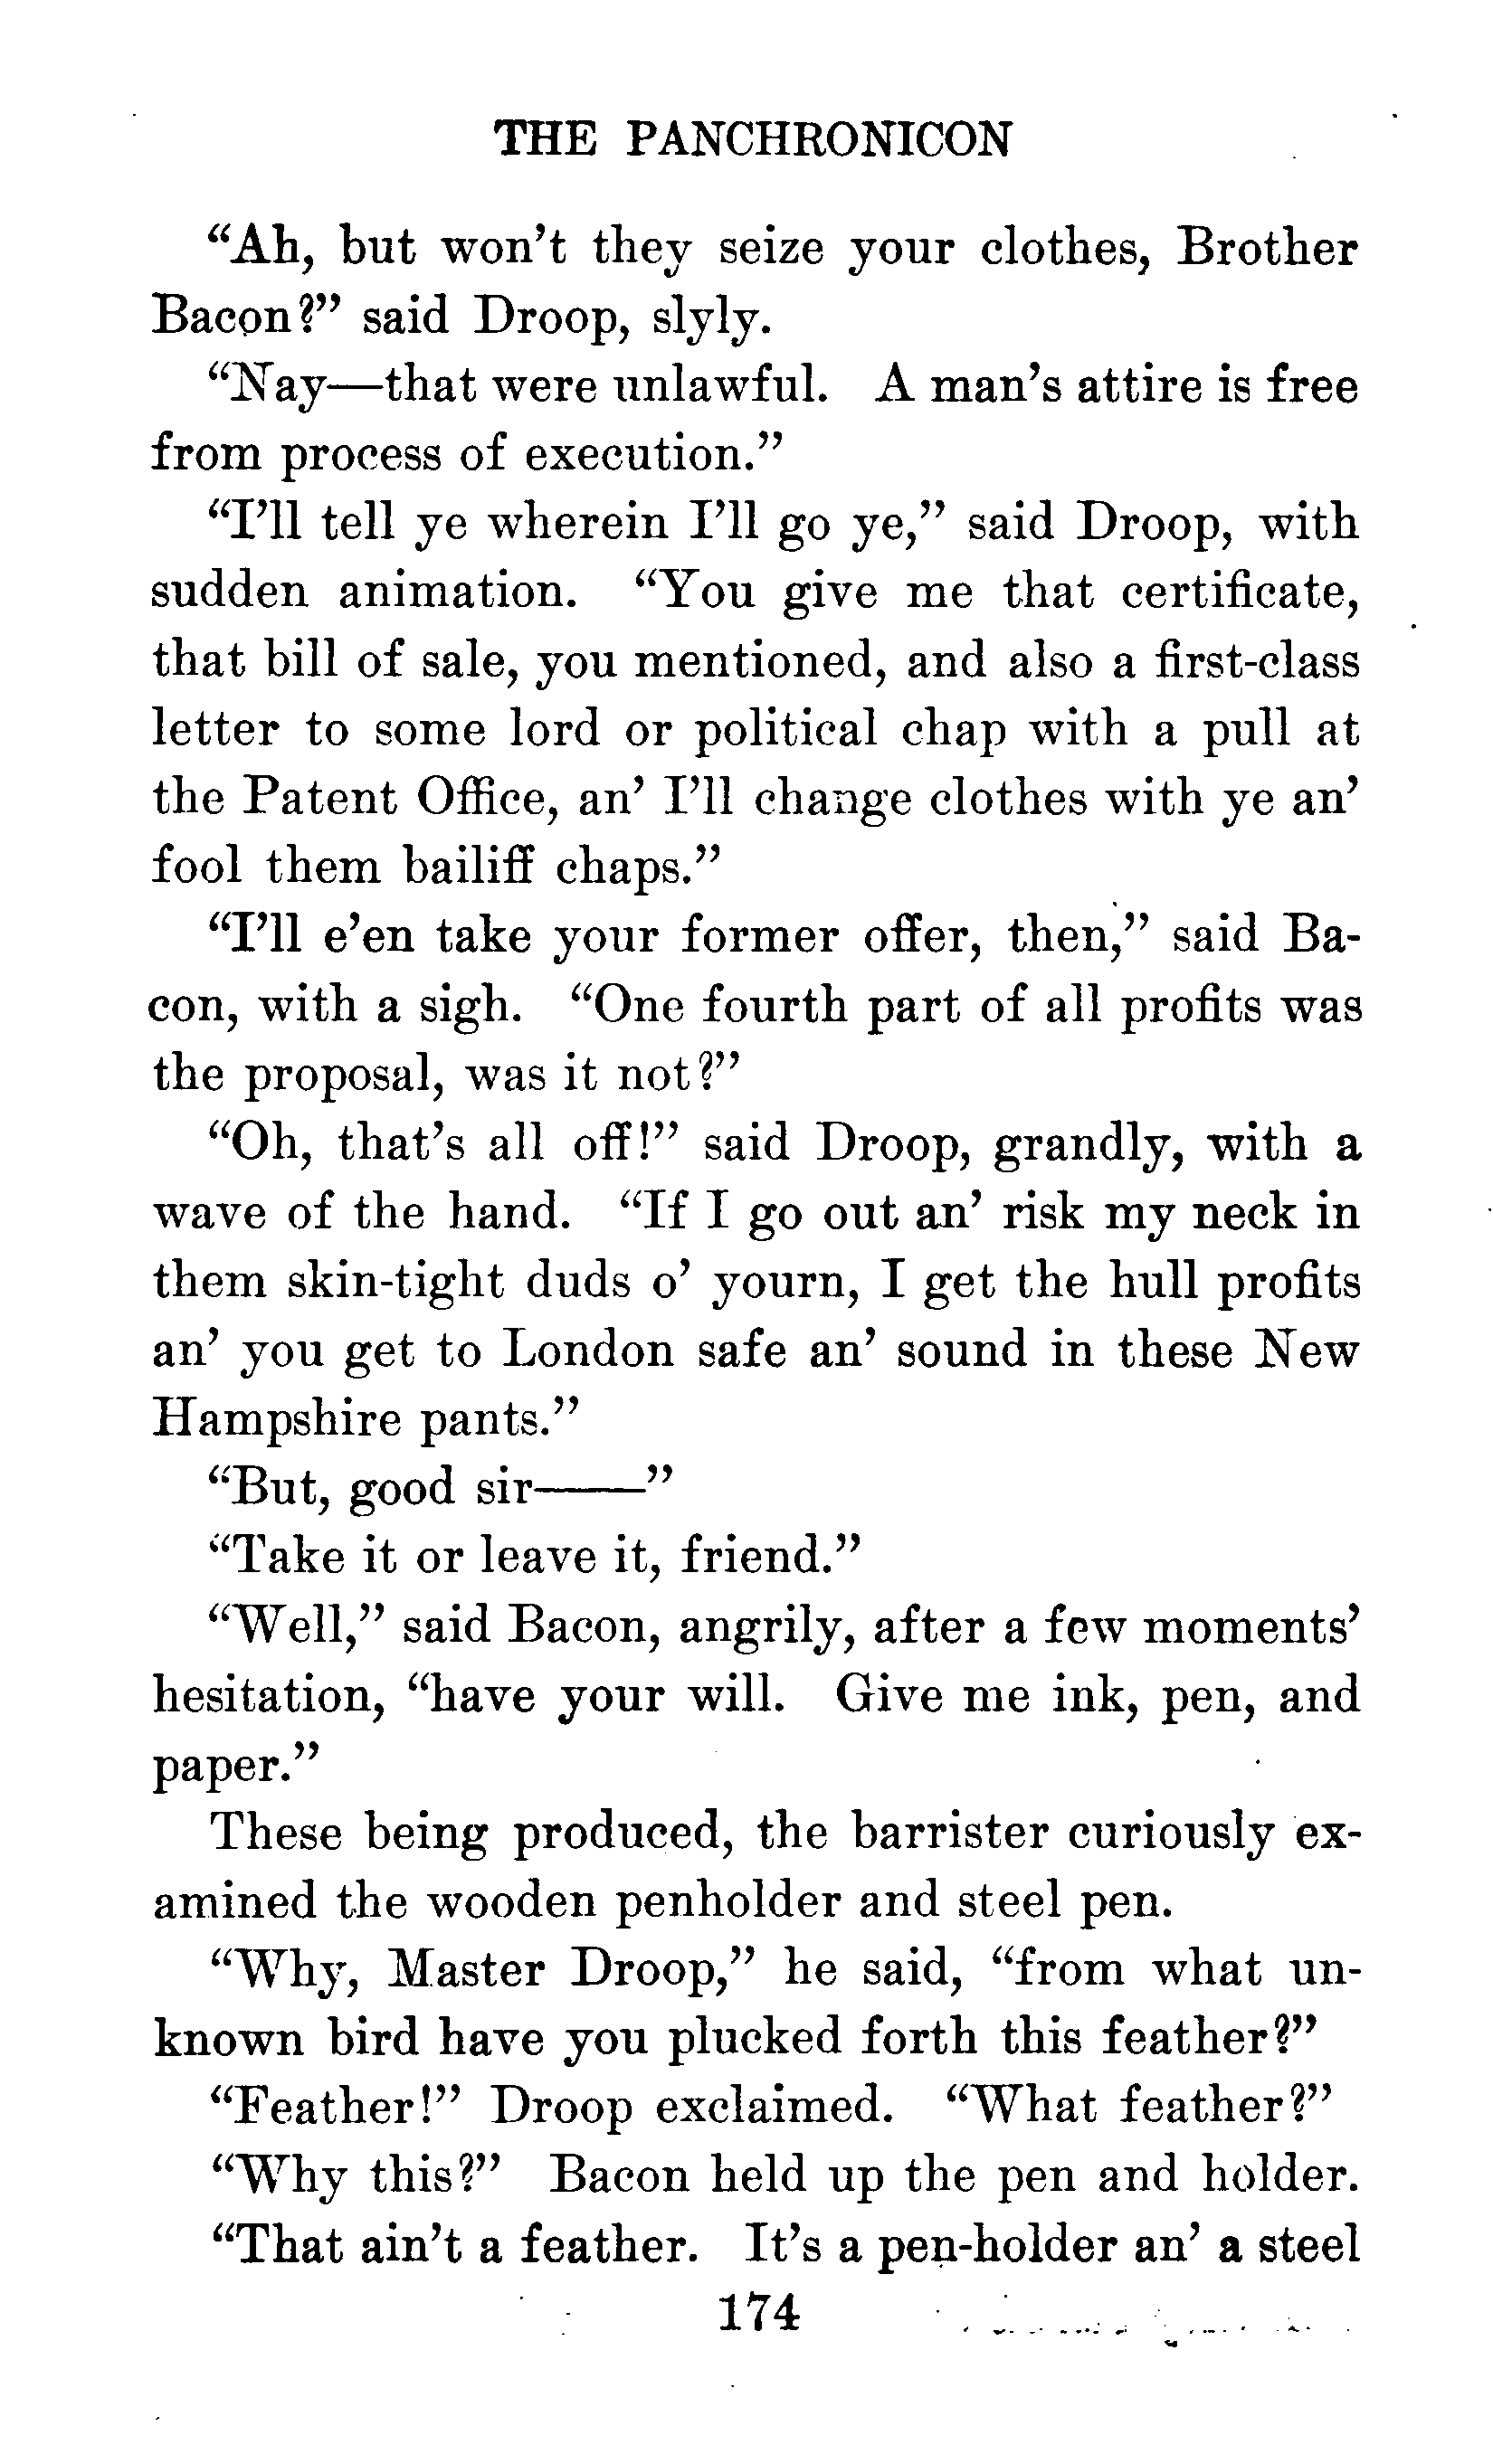 THE PANCHRONICON
“Ah, but won’t they seize your clothes, Brother
Bacon?” said Droop, slyly.
“Nay—that were unlawful. A man’s attire is free
from process of execution.”
“I’ll tell ye wherein I’ll go ye,” said Droop, with
sudden animation. “You give me that certificate,
that bill of sale, you mentioned, and also a first-class
letter to some lord or political chap with a pull at
the Patent Office, an’ I’ll change clothes with ye an’
fool them bailiff chaps.”
“I’ll e’en take your former offer, then,” said Ba-
con, with a sigh. “One fourth part of all profits was
the proposal, was it not?”
“Oh, that’s all off!” said Droop, grandly, with a
wave of the hand. “If I go out an’ risk my neck in
them skin-tight duds o’ yourn, I get the hull profits
an’ you get to London safe an’ sound in these New
Hampshire pants.”
“But, good sir——”
“Take it or leave it, friend.”
“Well,” said Bacon, angrily, after a few moments’
hesitation, “have your will. Give me ink, pen, and
paper.”
These being produced, the barrister curiously ex-
amined the wooden penholder and steel pen.
“Why, Master Droop,” he said, “from what un-
known bird have you plucked forth this feather?”
“Feather!” Droop exclaimed. “What feather?”
“Why this?” Bacon held up the pen and holder.
“That ain’t a feather. It’s a pen-holder an’ a steel
174